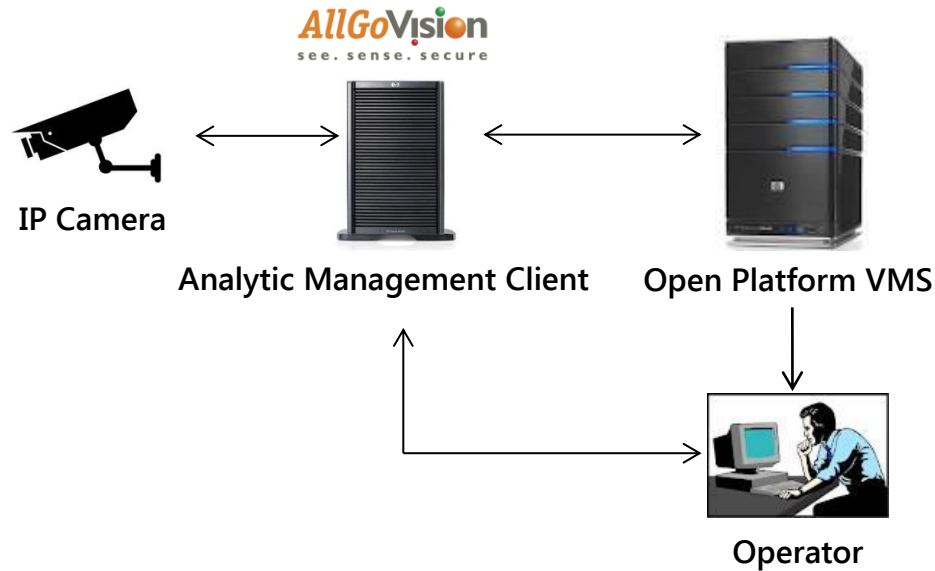 AllGoVision
see. sense. secure
IP Camera
Analytic Management Client
Open Platform VMS
Operator